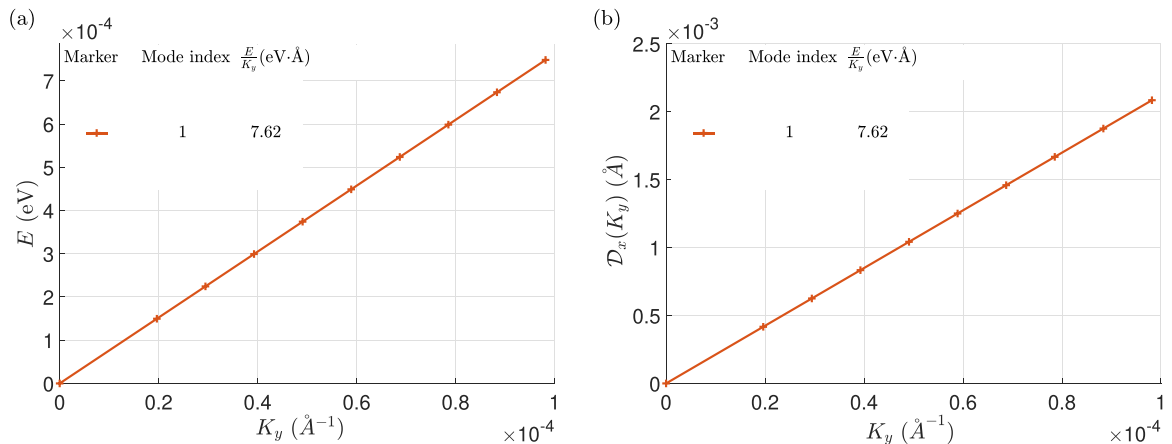 (a)
×10⁻⁴
Marker Mode index E/K_y(eV·Å)
1 7.62
7
6
5
4
3
2
1
0
E (eV)
0 0.2 0.4 0.6 0.8 1
K_y (Å⁻¹)
×10⁻⁴
(b)
×10⁻³
Marker Mode index E/K_y(eV·Å)
1 7.62
2.5
2
1.5
1
0.5
0
𝒟_x(K_y) (Å)
0 0.2 0.4 0.6 0.8 1
K_y (Å⁻¹)
×10⁻⁴